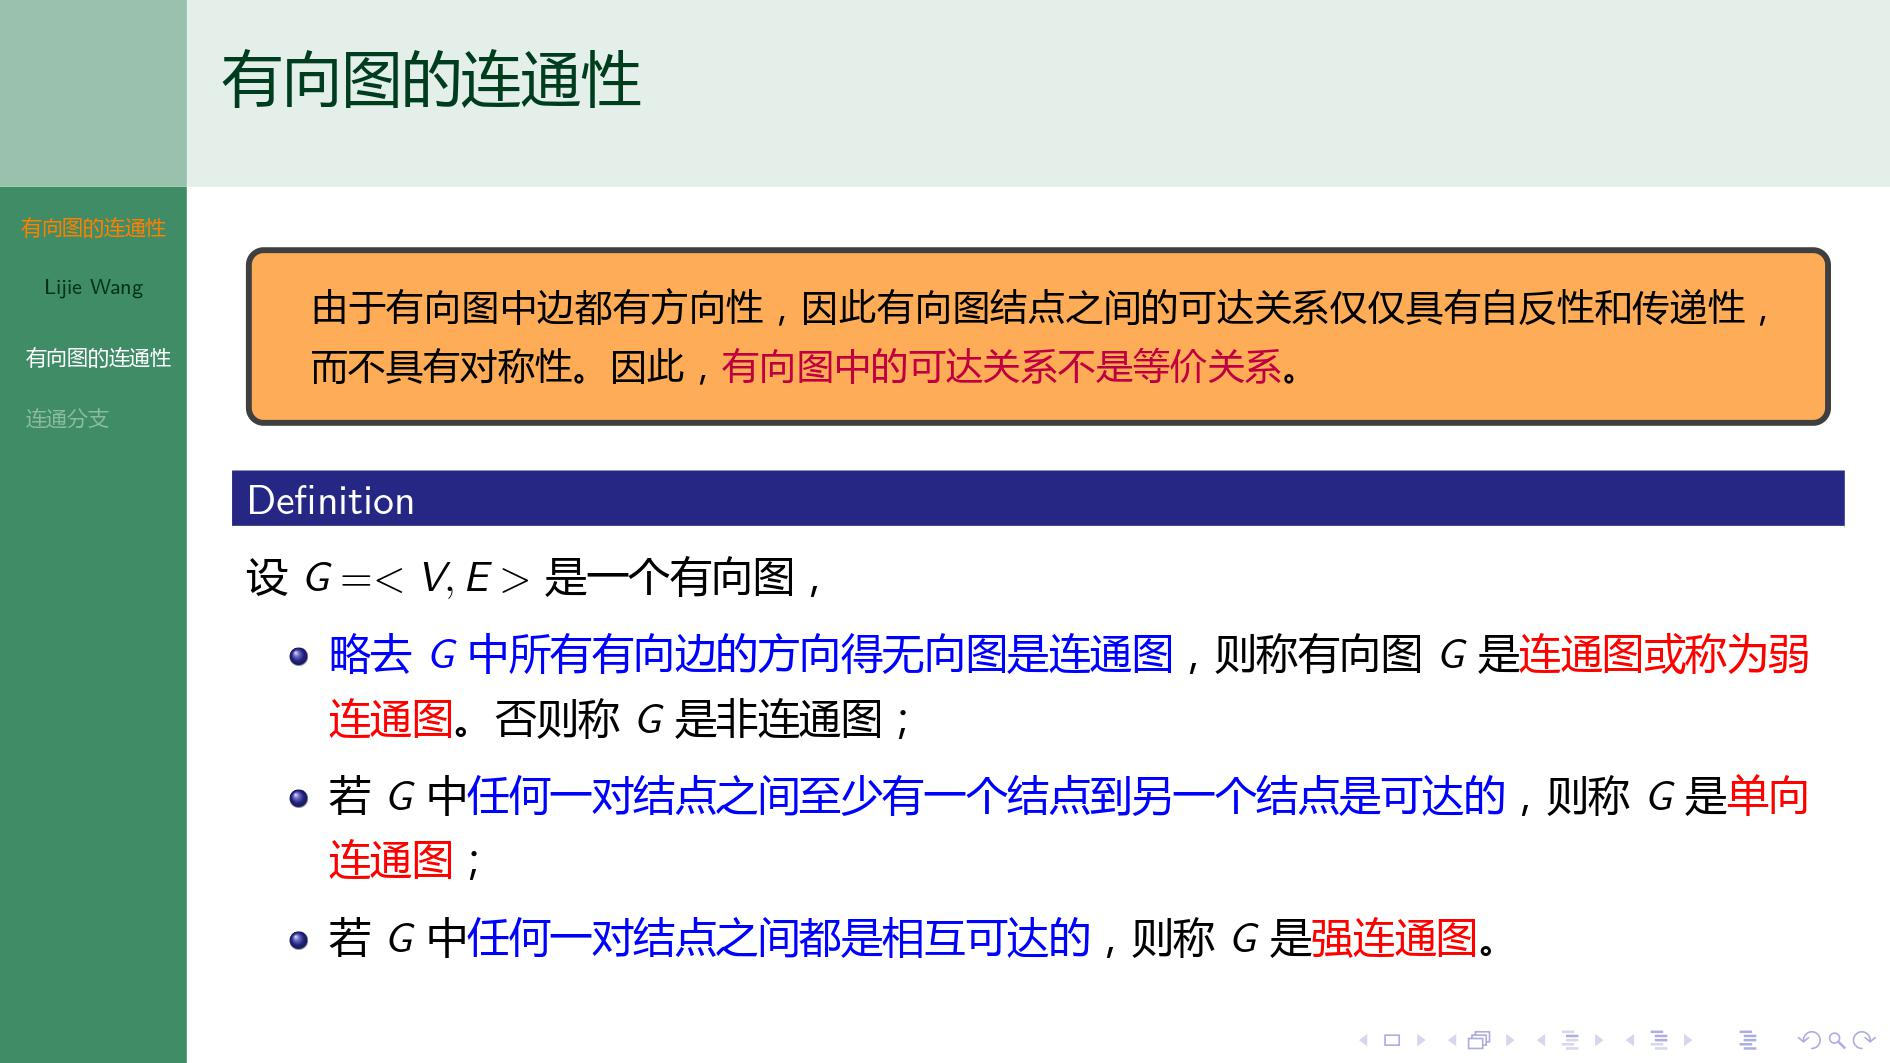 有向图的连通性
有向图的连通性
Lijie Wang
有向图的连通性
连通分支
由于有向图中边都有方向性，因此有向图结点之间的可达关系仅仅具有自反性和传递性，
而不具有对称性。因此，有向图中的可达关系不是等价关系。
Definition
设 G =< V, E > 是一个有向图，
略去 G 中所有有向边的方向得无向图是连通图，则称有向图 G 是连通图或称为弱
连通图。否则称 G 是非连通图；
若 G 中任何一对结点之间至少有一个结点到另一个结点是可达的，则称 G 是单向
连通图；
若 G 中任何一对结点之间都是相互可达的，则称 G 是强连通图。